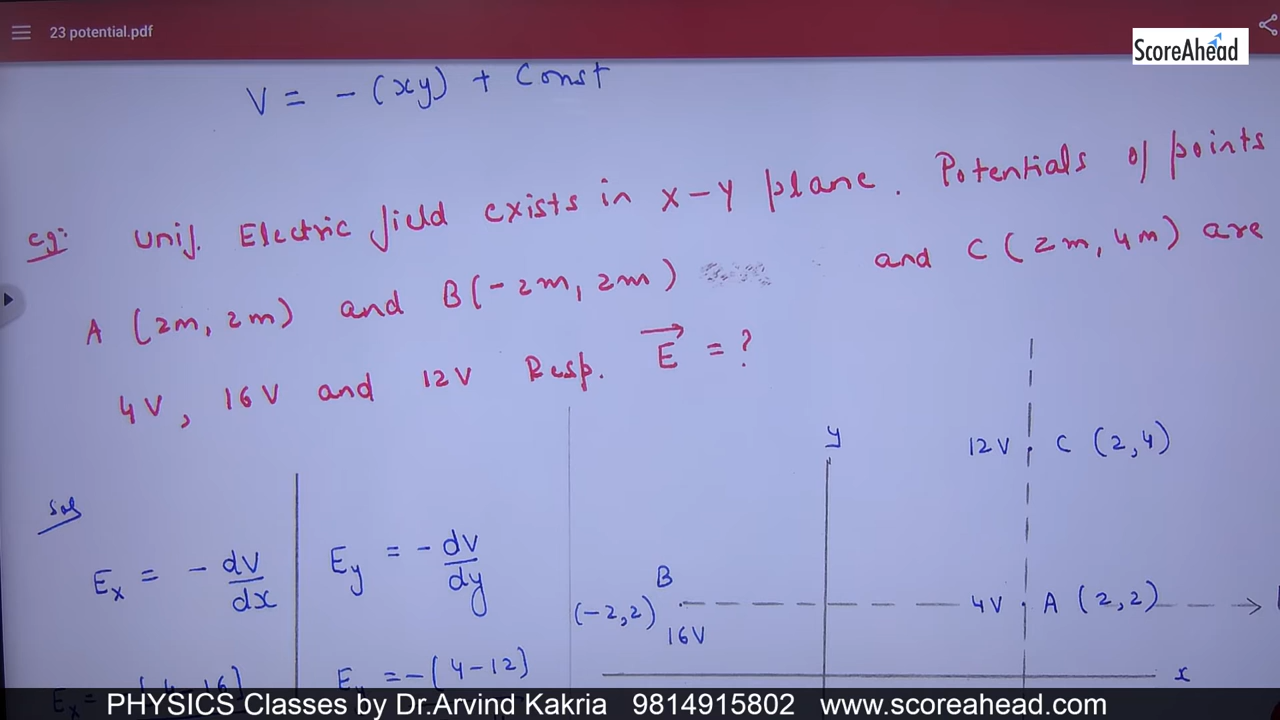 23 potential.pdf
ScoreAhead
V = - (xy) + Const
eg: Unif. Electric field exists in X-Y plane. Potentials of points
A (2m, 2m) and B(-2m, 2m) and C (2m, 4m) are
4V, 16V and 12V Resp. E⃗ = ?
y
12V C (2,4)
Sol
Ex = - dV/dx
Ey = - dV/dy
B
(-2,2)
16V
4V A (2,2)
Ey = -(4-12)
x
PHYSICS Classes by Dr.Arvind Kakria 9814915802 www.scoreahead.com